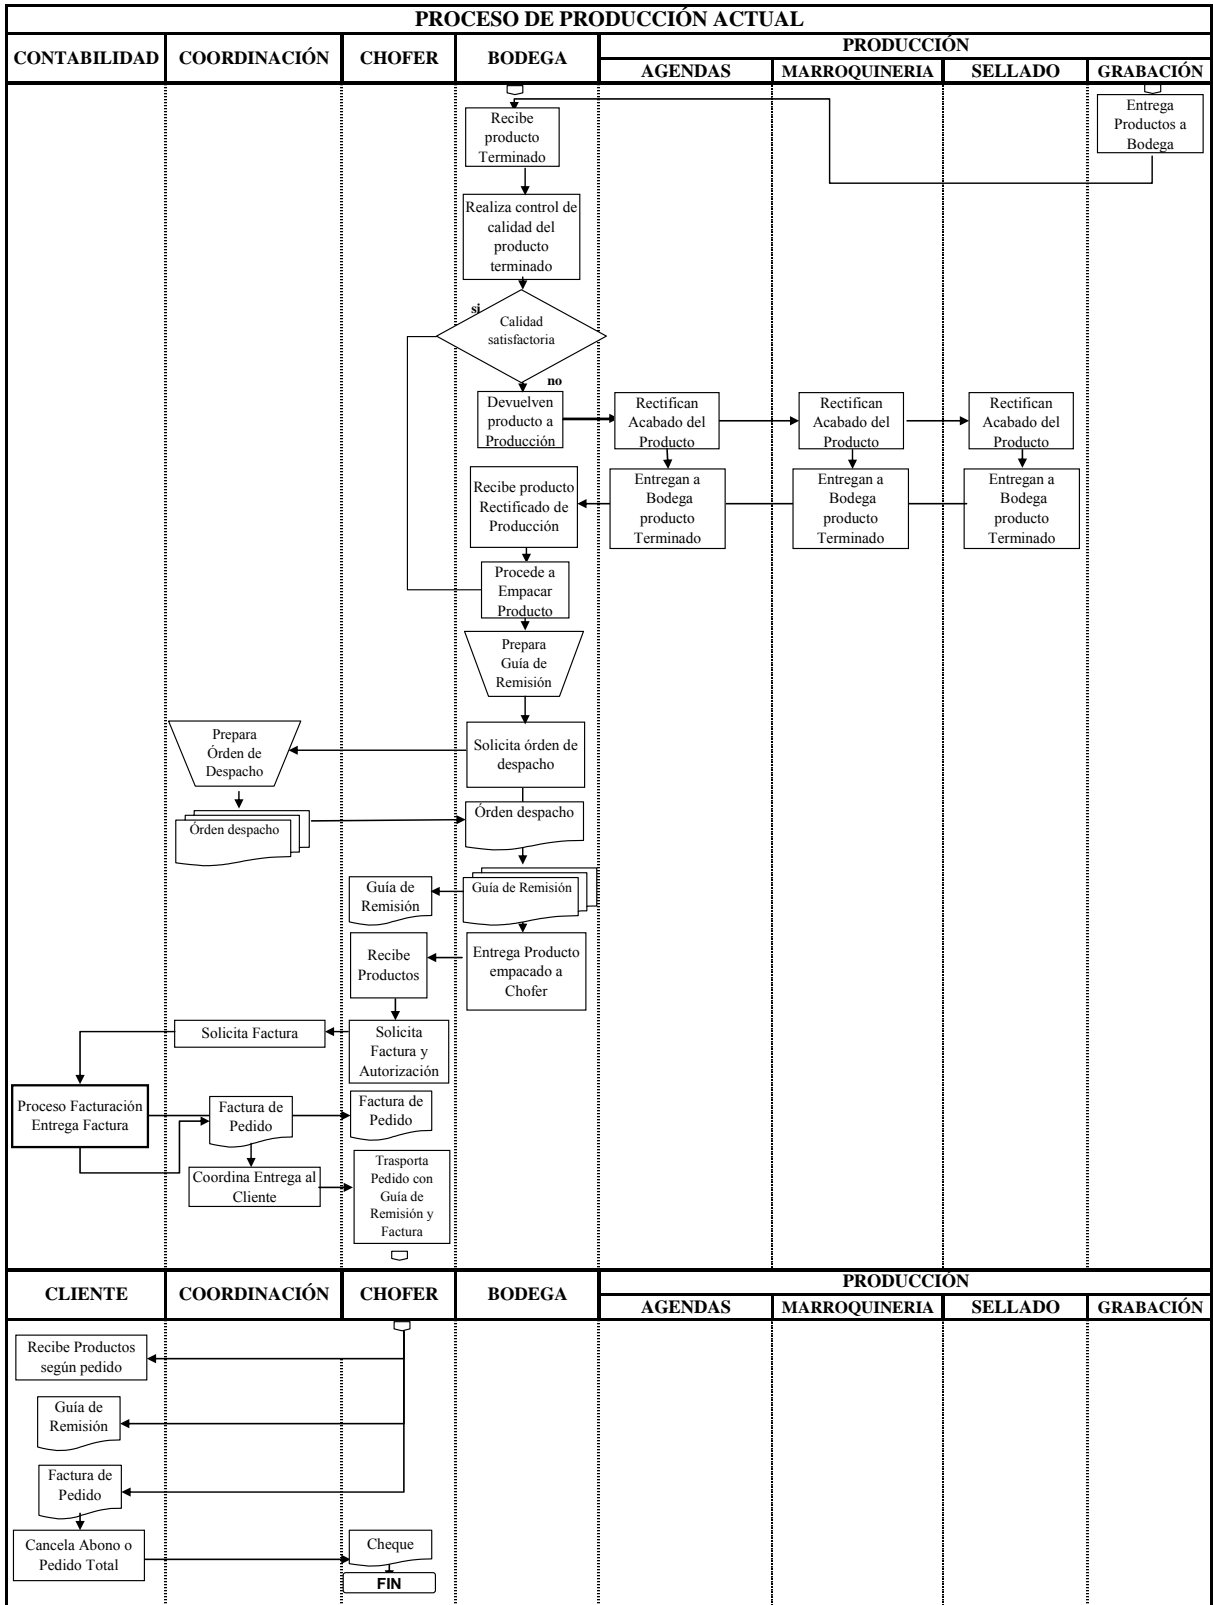 PROCESO DE PRODUCCIÓN ACTUAL
CONTABILIDAD
COORDINACIÓN
CHOFER
BODEGA
PRODUCCIÓN
AGENDAS
MARROQUINERIA
SELLADO
GRABACIÓN
Entrega
Productos a
Bodega
Recibe
producto
Terminado
Realiza control de
calidad del
producto
terminado
si
Calidad
satisfactoria
no
Devuelven
producto a
Producción
Rectifican
Acabado del
Producto
Rectifican
Acabado del
Producto
Rectifican
Acabado del
Producto
Recibe producto
Rectificado de
Producción
Entregan a
Bodega
producto
Terminado
Entregan a
Bodega
producto
Terminado
Entregan a
Bodega
producto
Terminado
Procede a
Empacar
Producto
Prepara
Guía de
Remisión
Solicita órden de
despacho
Prepara
Órden de
Despacho
Órden despacho
Órden despacho
Guía de Remisión
Guía de
Remisión
Entrega Producto
empacado a
Chofer
Recibe
Productos
Solicita
Factura y
Autorización
Solicita Factura
Proceso Facturación
Entrega Factura
Factura de
Pedido
Factura de
Pedido
Coordina Entrega al
Cliente
Trasporta
Pedido con
Guía de
Remisión y
Factura
CLIENTE
COORDINACIÓN
CHOFER
BODEGA
PRODUCCIÓN
AGENDAS
MARROQUINERIA
SELLADO
GRABACIÓN
Recibe Productos
según pedido
Guía de
Remisión
Factura de
Pedido
Cancela Abono o
Pedido Total
Cheque
FIN